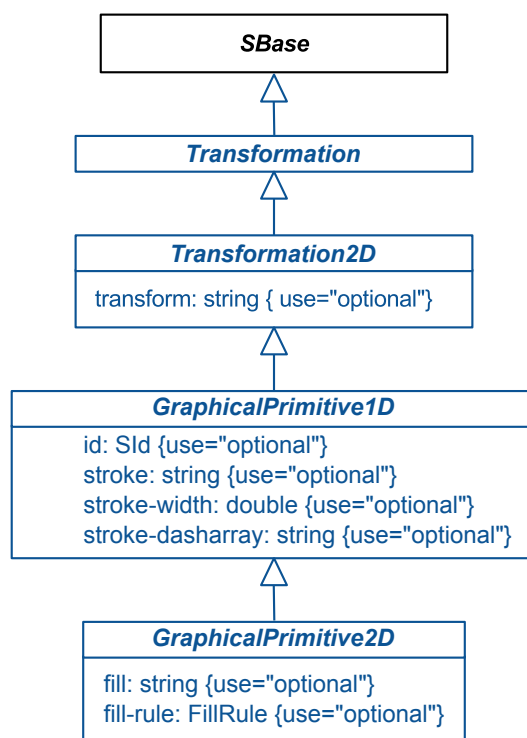 SBase
Transformation
Transformation2D
transform: string { use="optional"}
GraphicalPrimitive1D
id: SId {use="optional"}
stroke: string {use="optional"}
stroke-width: double {use="optional"}
stroke-dasharray: string {use="optional"}
GraphicalPrimitive2D
fill: string {use="optional"}
fill-rule: FillRule {use="optional"}